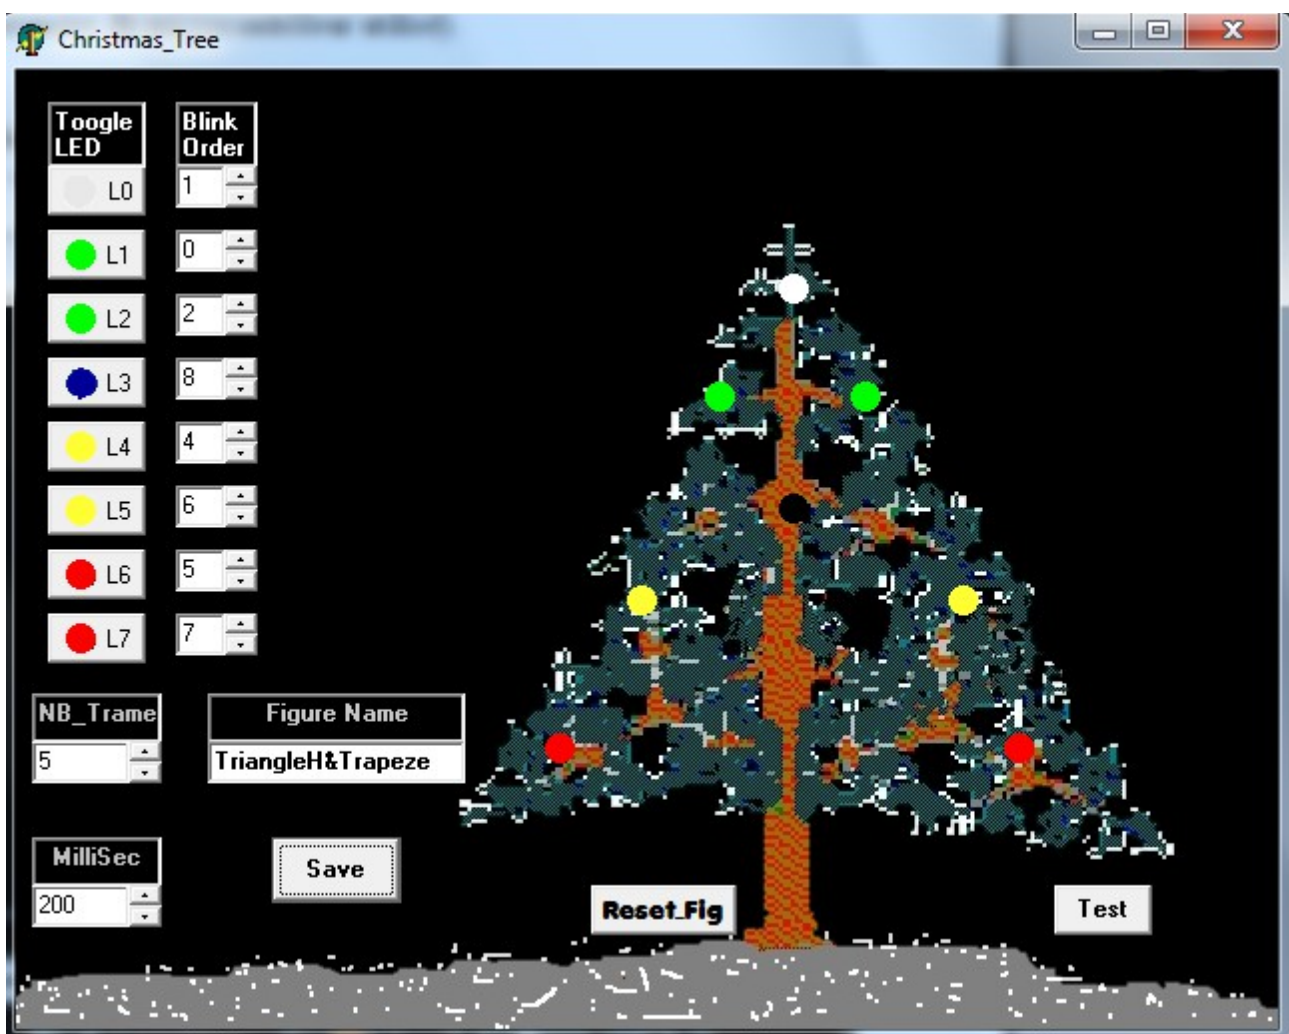 Christmas_Tree
Toogle
LED
Blink
Order
L0
1
L1
0
L2
2
L3
8
L4
4
L5
6
L6
5
L7
7
NB_Trame
5
Figure Name
TriangleH&Trapeze
MilliSec
200
Save
Reset_Fig
Test